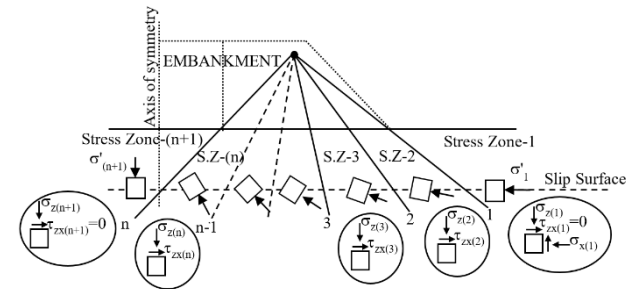 Axis of symmetry
EMBANKMENT
Stress Zone-(n+1)
Stress Zone-1
S.Z-(n)
S.Z-3
S.Z-2
σ'(n+1)
σ'1
Slip Surface
n
n-1
3
2
1
σz(n+1)
τzx(n+1)=0
σz(n)
τzx(n)
σz(3)
τzx(3)
σz(2)
τzx(2)
σz(1)
τzx(1)=0
σx(1)